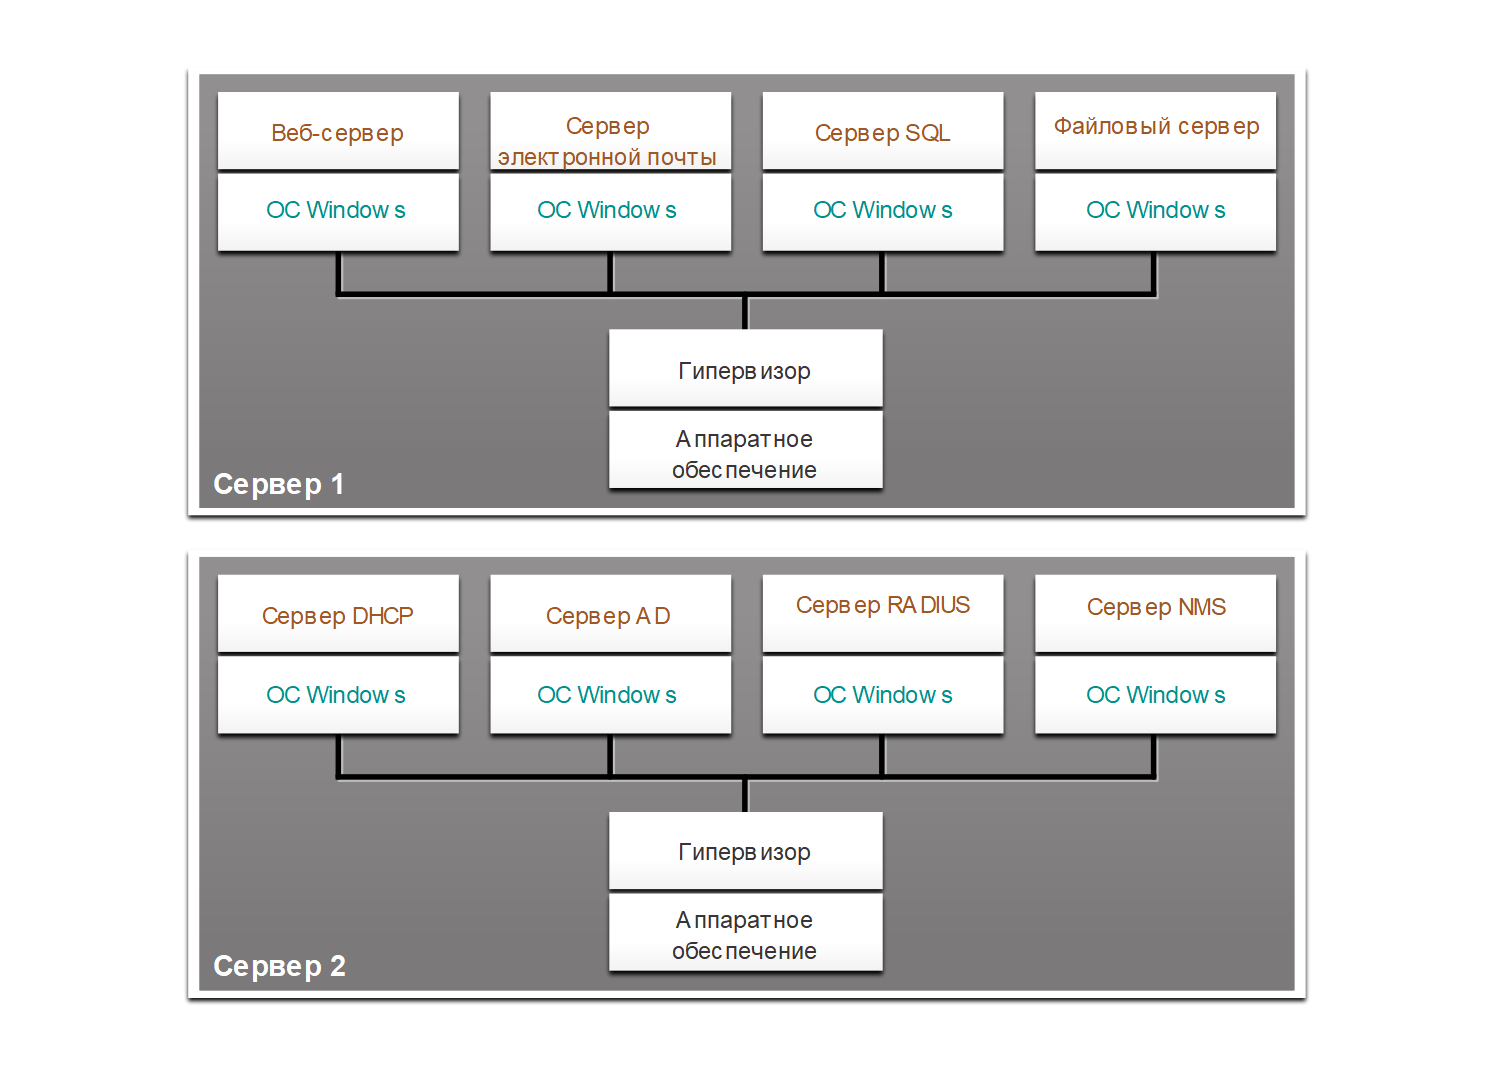 Веб-сервер
Сервер
электронной почты
Сервер SQL
Файловый сервер
ОС Windows
ОС Windows
ОС Windows
ОС Windows
Гипервизор
Аппаратное
обеспечение
Сервер 1
Сервер DHCP
Сервер AD
Сервер RADIUS
Сервер NMS
ОС Windows
ОС Windows
ОС Windows
ОС Windows
Гипервизор
Аппаратное
обеспечение
Сервер 2